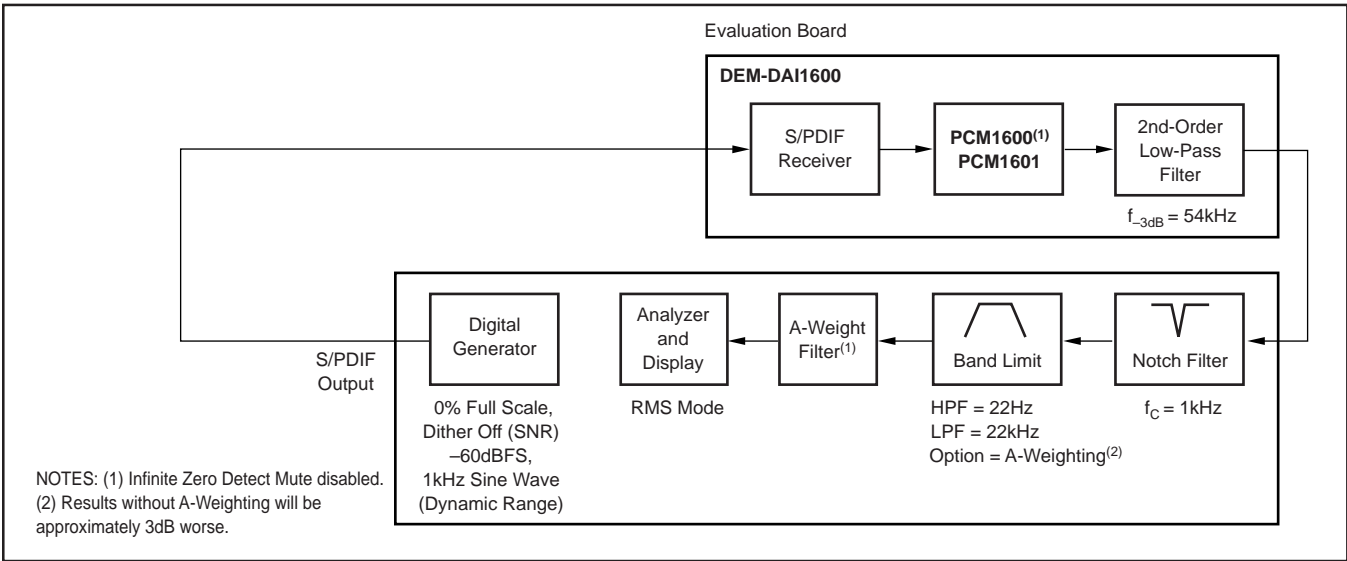 Evaluation Board
DEM-DAI1600
S/PDIF
Receiver
PCM1600(1)
PCM1601
2nd-Order
Low-Pass
Filter
f–3dB = 54kHz
S/PDIF
Output
Digital
Generator
0% Full Scale,
Dither Off (SNR)
–60dBFS,
1kHz Sine Wave
(Dynamic Range)
Analyzer
and
Display
RMS Mode
A-Weight
Filter(1)
Band Limit
HPF = 22Hz
LPF = 22kHz
Option = A-Weighting(2)
Notch Filter
fC = 1kHz
NOTES: (1) Infinite Zero Detect Mute disabled.
(2) Results without A-Weighting will be
approximately 3dB worse.